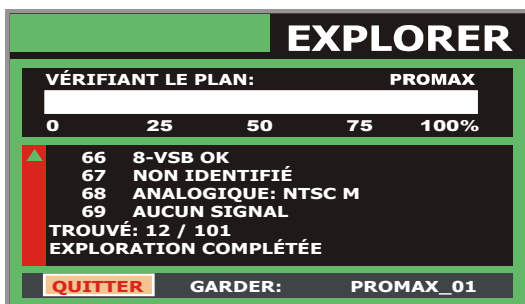 EXPLORER
VÉRIFIANT LE PLAN: PROMAX
0 25 50 75 100%
66 8-VSB OK
67 NON IDENTIFIÉ
68 ANALOGIQUE: NTSC M
69 AUCUN SIGNAL
TROUVÉ: 12 / 101
EXPLORATION COMPLÉTÉE
QUITTER GARDER: PROMAX_01